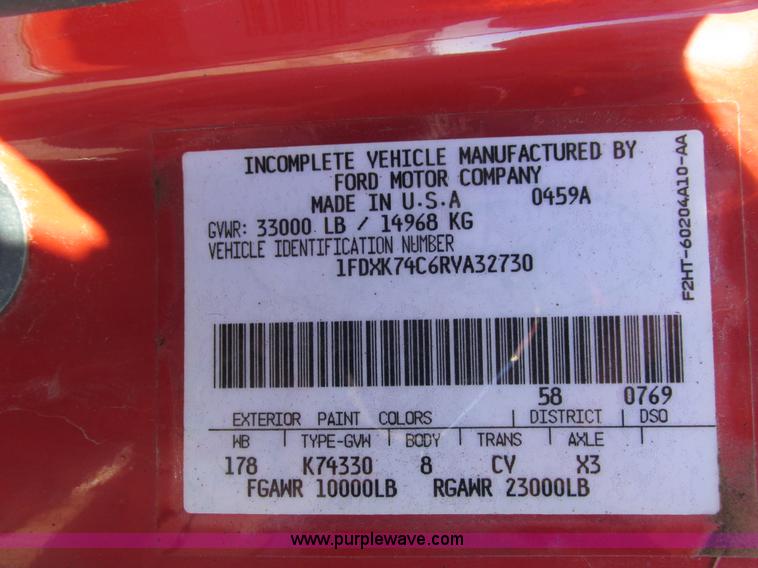 INCOMPLETE VEHICLE MANUFACTURED BY
FORD MOTOR COMPANY
MADE IN U.S.A 0459A
GVWR: 33000 LB / 14968 KG
VEHICLE IDENTIFICATION NUMBER
1FDXK74C6RVA32730
F2HT-60204A10-AA
58 0769
EXTERIOR PAINT COLORS DISTRICT DSO
WB TYPE-GVW BODY TRANS AXLE
178 K74330 8 CV X3
FGAWR 10000LB RGAWR 23000LB
www.purplewave.com